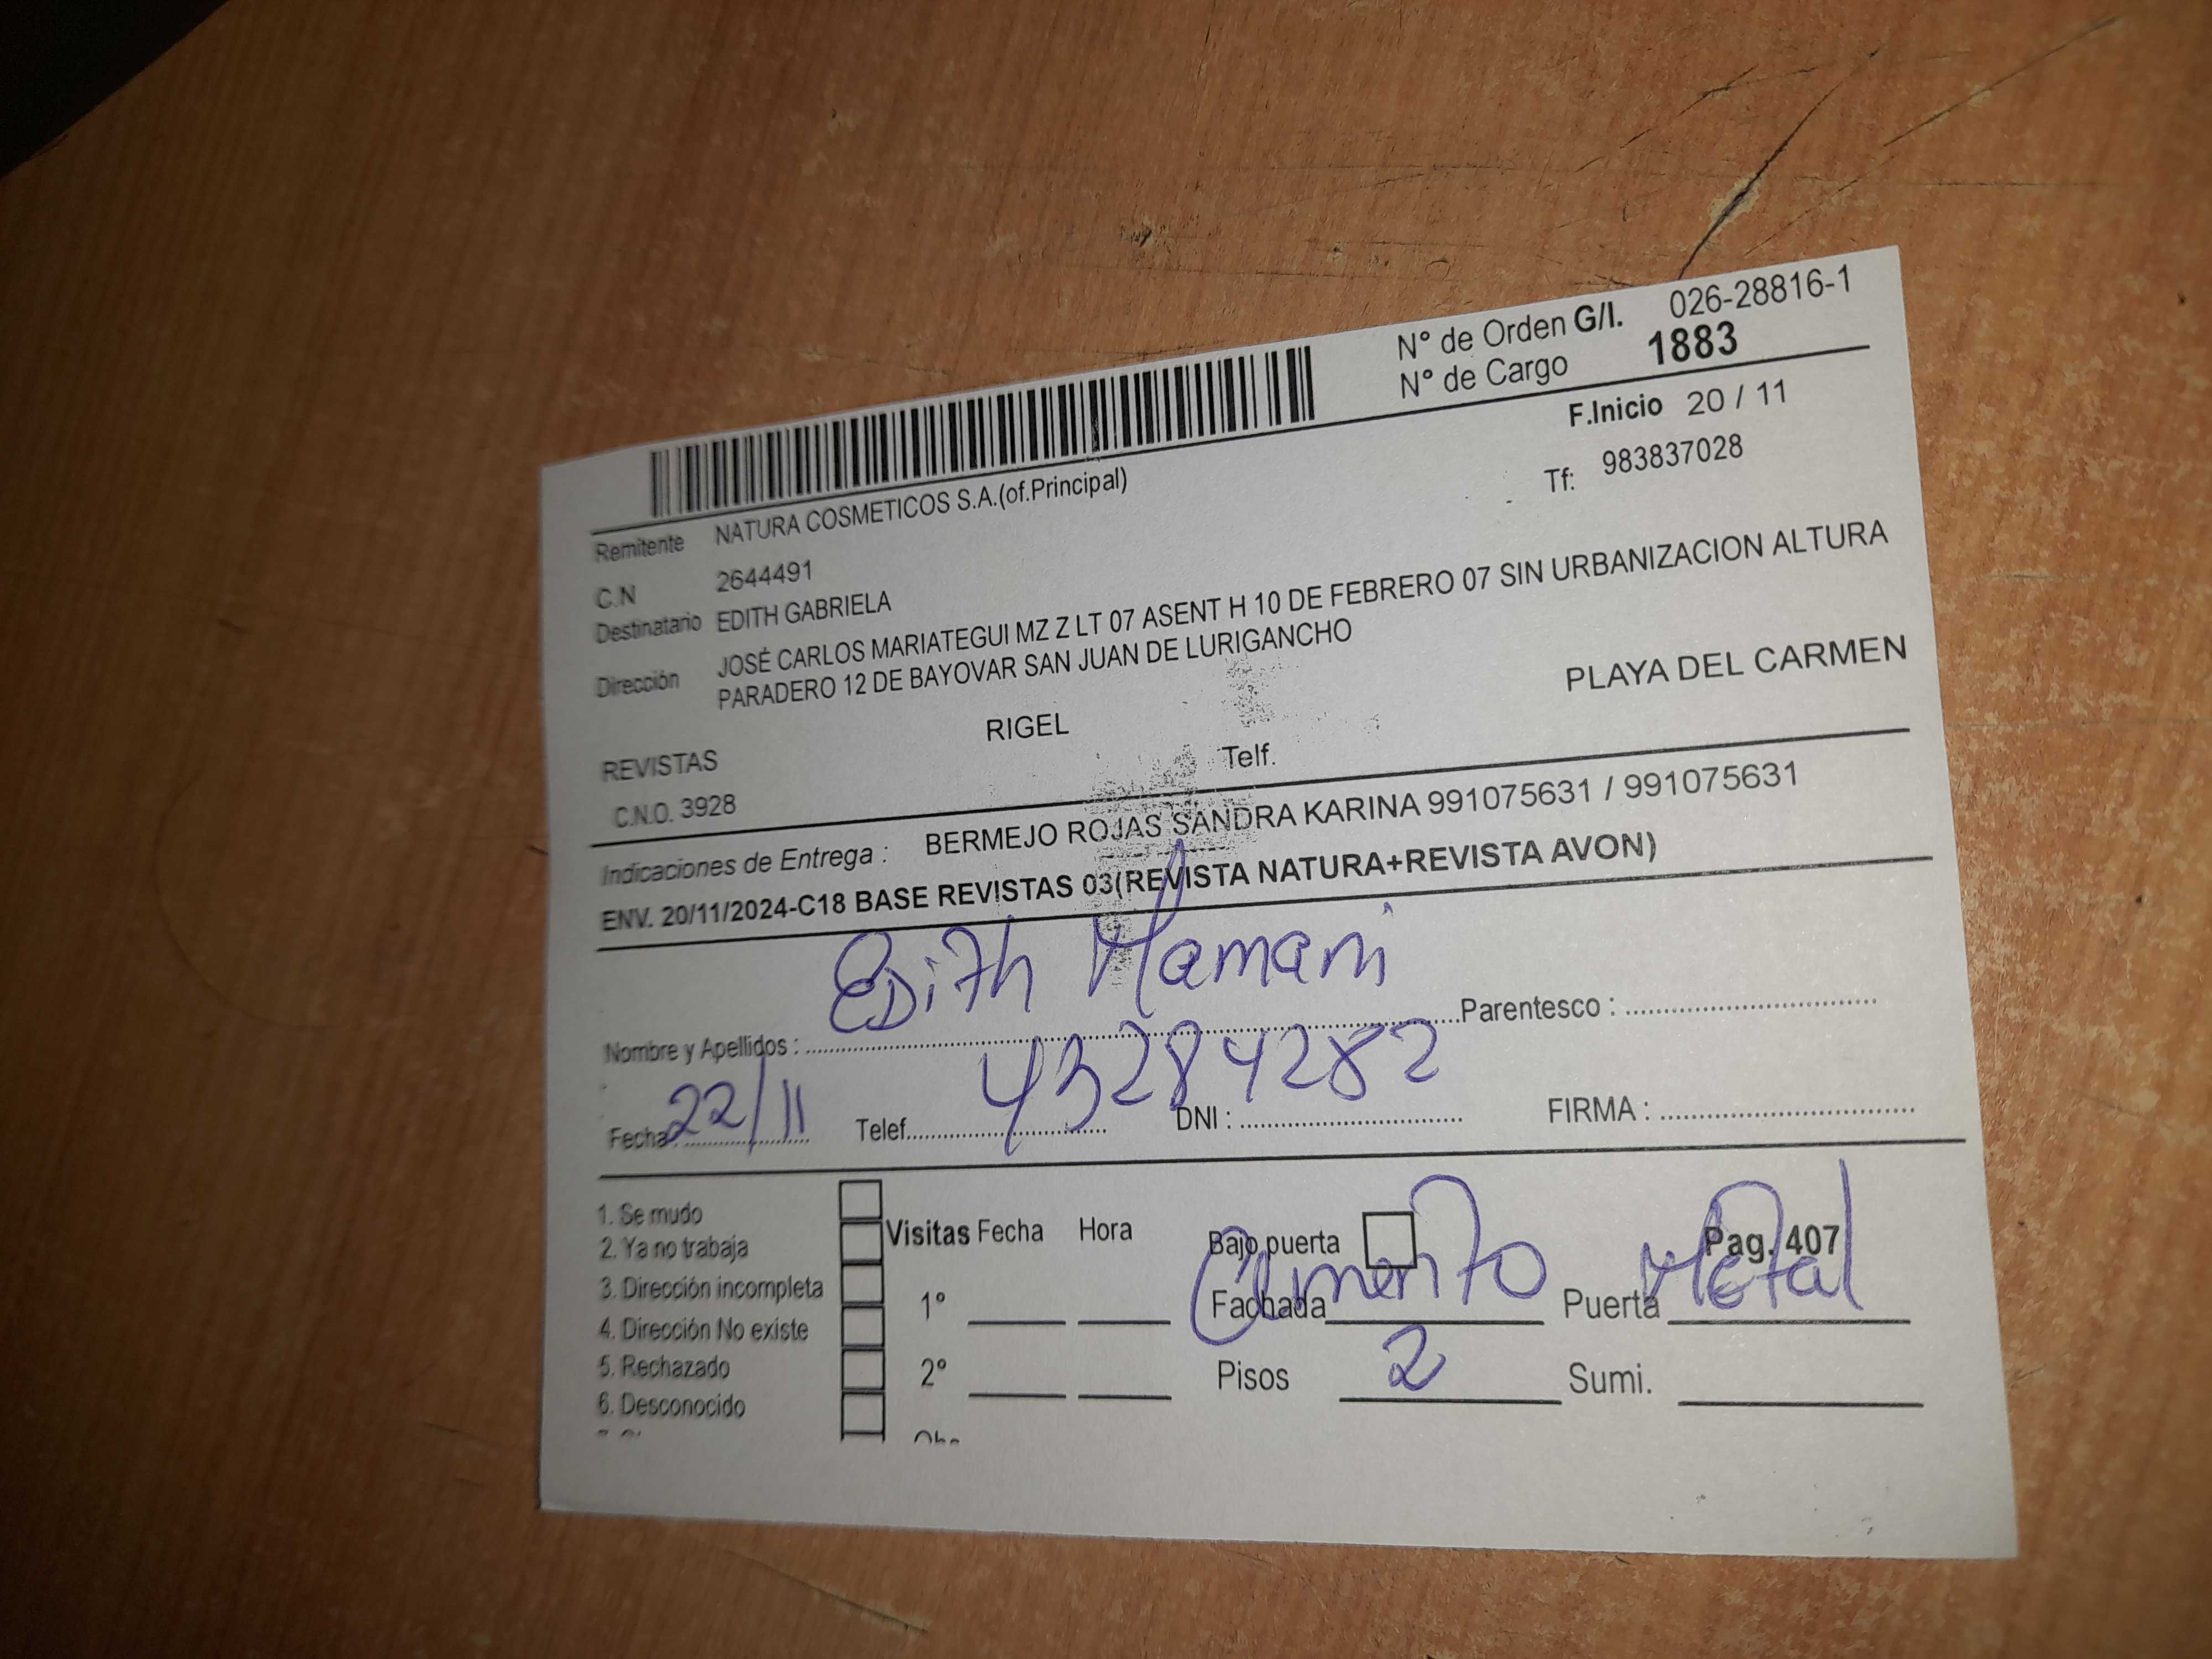 N° de Orden G/I. 026-28816-1
N° de Cargo 1883
F.Inicio 20 / 11
Tf: 983837028
Remitente NATURA COSMETICOS S.A.(of.Principal)
C.N 2644491
Destinatario EDITH GABRIELA
Dirección JOSÉ CARLOS MARIATEGUI MZ Z LT 07 ASENT H 10 DE FEBRERO 07 SIN URBANIZACION ALTURA
PARADERO 12 DE BAYOVAR SAN JUAN DE LURIGANCHO
PLAYA DEL CARMEN
REVISTAS RIGEL
C.N.O. 3928 Telf.
Indicaciones de Entrega : BERMEJO ROJAS SANDRA KARINA 991075631 / 991075631
ENV. 20/11/2024-C18 BASE REVISTAS 03(REVISTA NATURA+REVISTA AVON)
Edith Mamani
Nombre y Apellidos : Parentesco :
22/11 43284282
Fecha : Telef. DNI : FIRMA :
1. Se mudo
2. Ya no trabaja
3. Dirección incompleta
4. Dirección No existe
5. Rechazado
6. Desconocido
Visitas Fecha Hora
1°
2°
Bajo puerta Pag. 407
Fachada Cemento Puerta Metal
Pisos 2 Sumi.